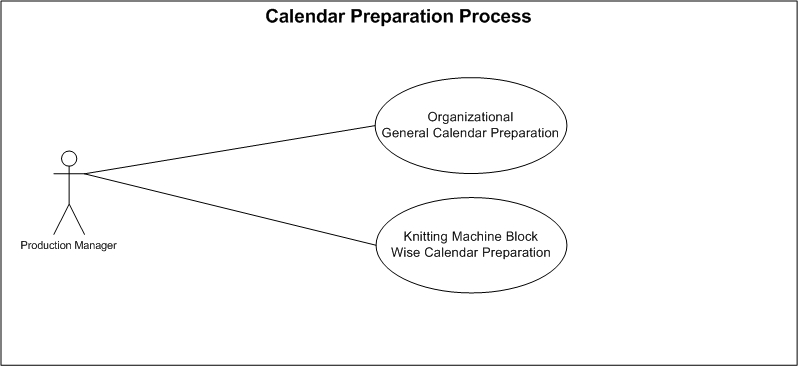 Calendar Preparation Process
Organizational
General Calendar Preparation
Production Manager
Knitting Machine Block
Wise Calendar Preparation